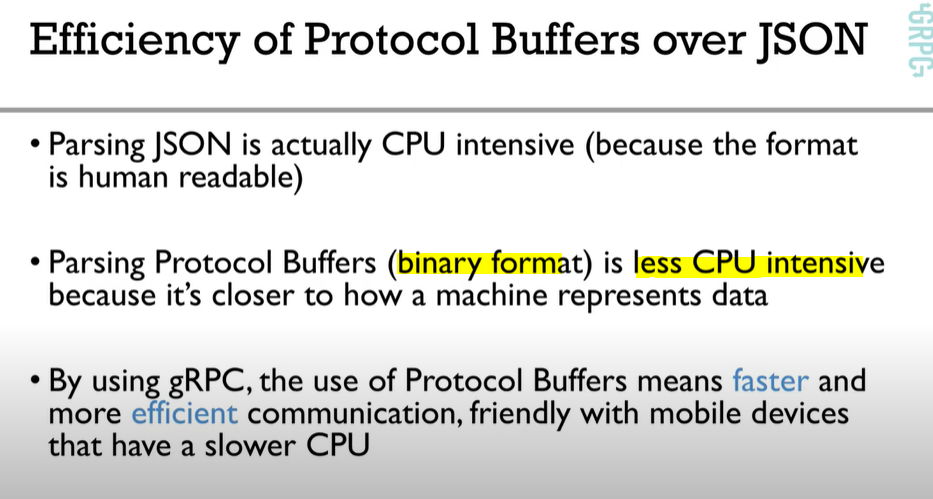 Efficiency of Protocol Buffers over JSON
GRPC
• Parsing JSON is actually CPU intensive (because the format
is human readable)
• Parsing Protocol Buffers (binary format) is less CPU intensive
because it's closer to how a machine represents data
• By using gRPC, the use of Protocol Buffers means faster and
more efficient communication, friendly with mobile devices
that have a slower CPU